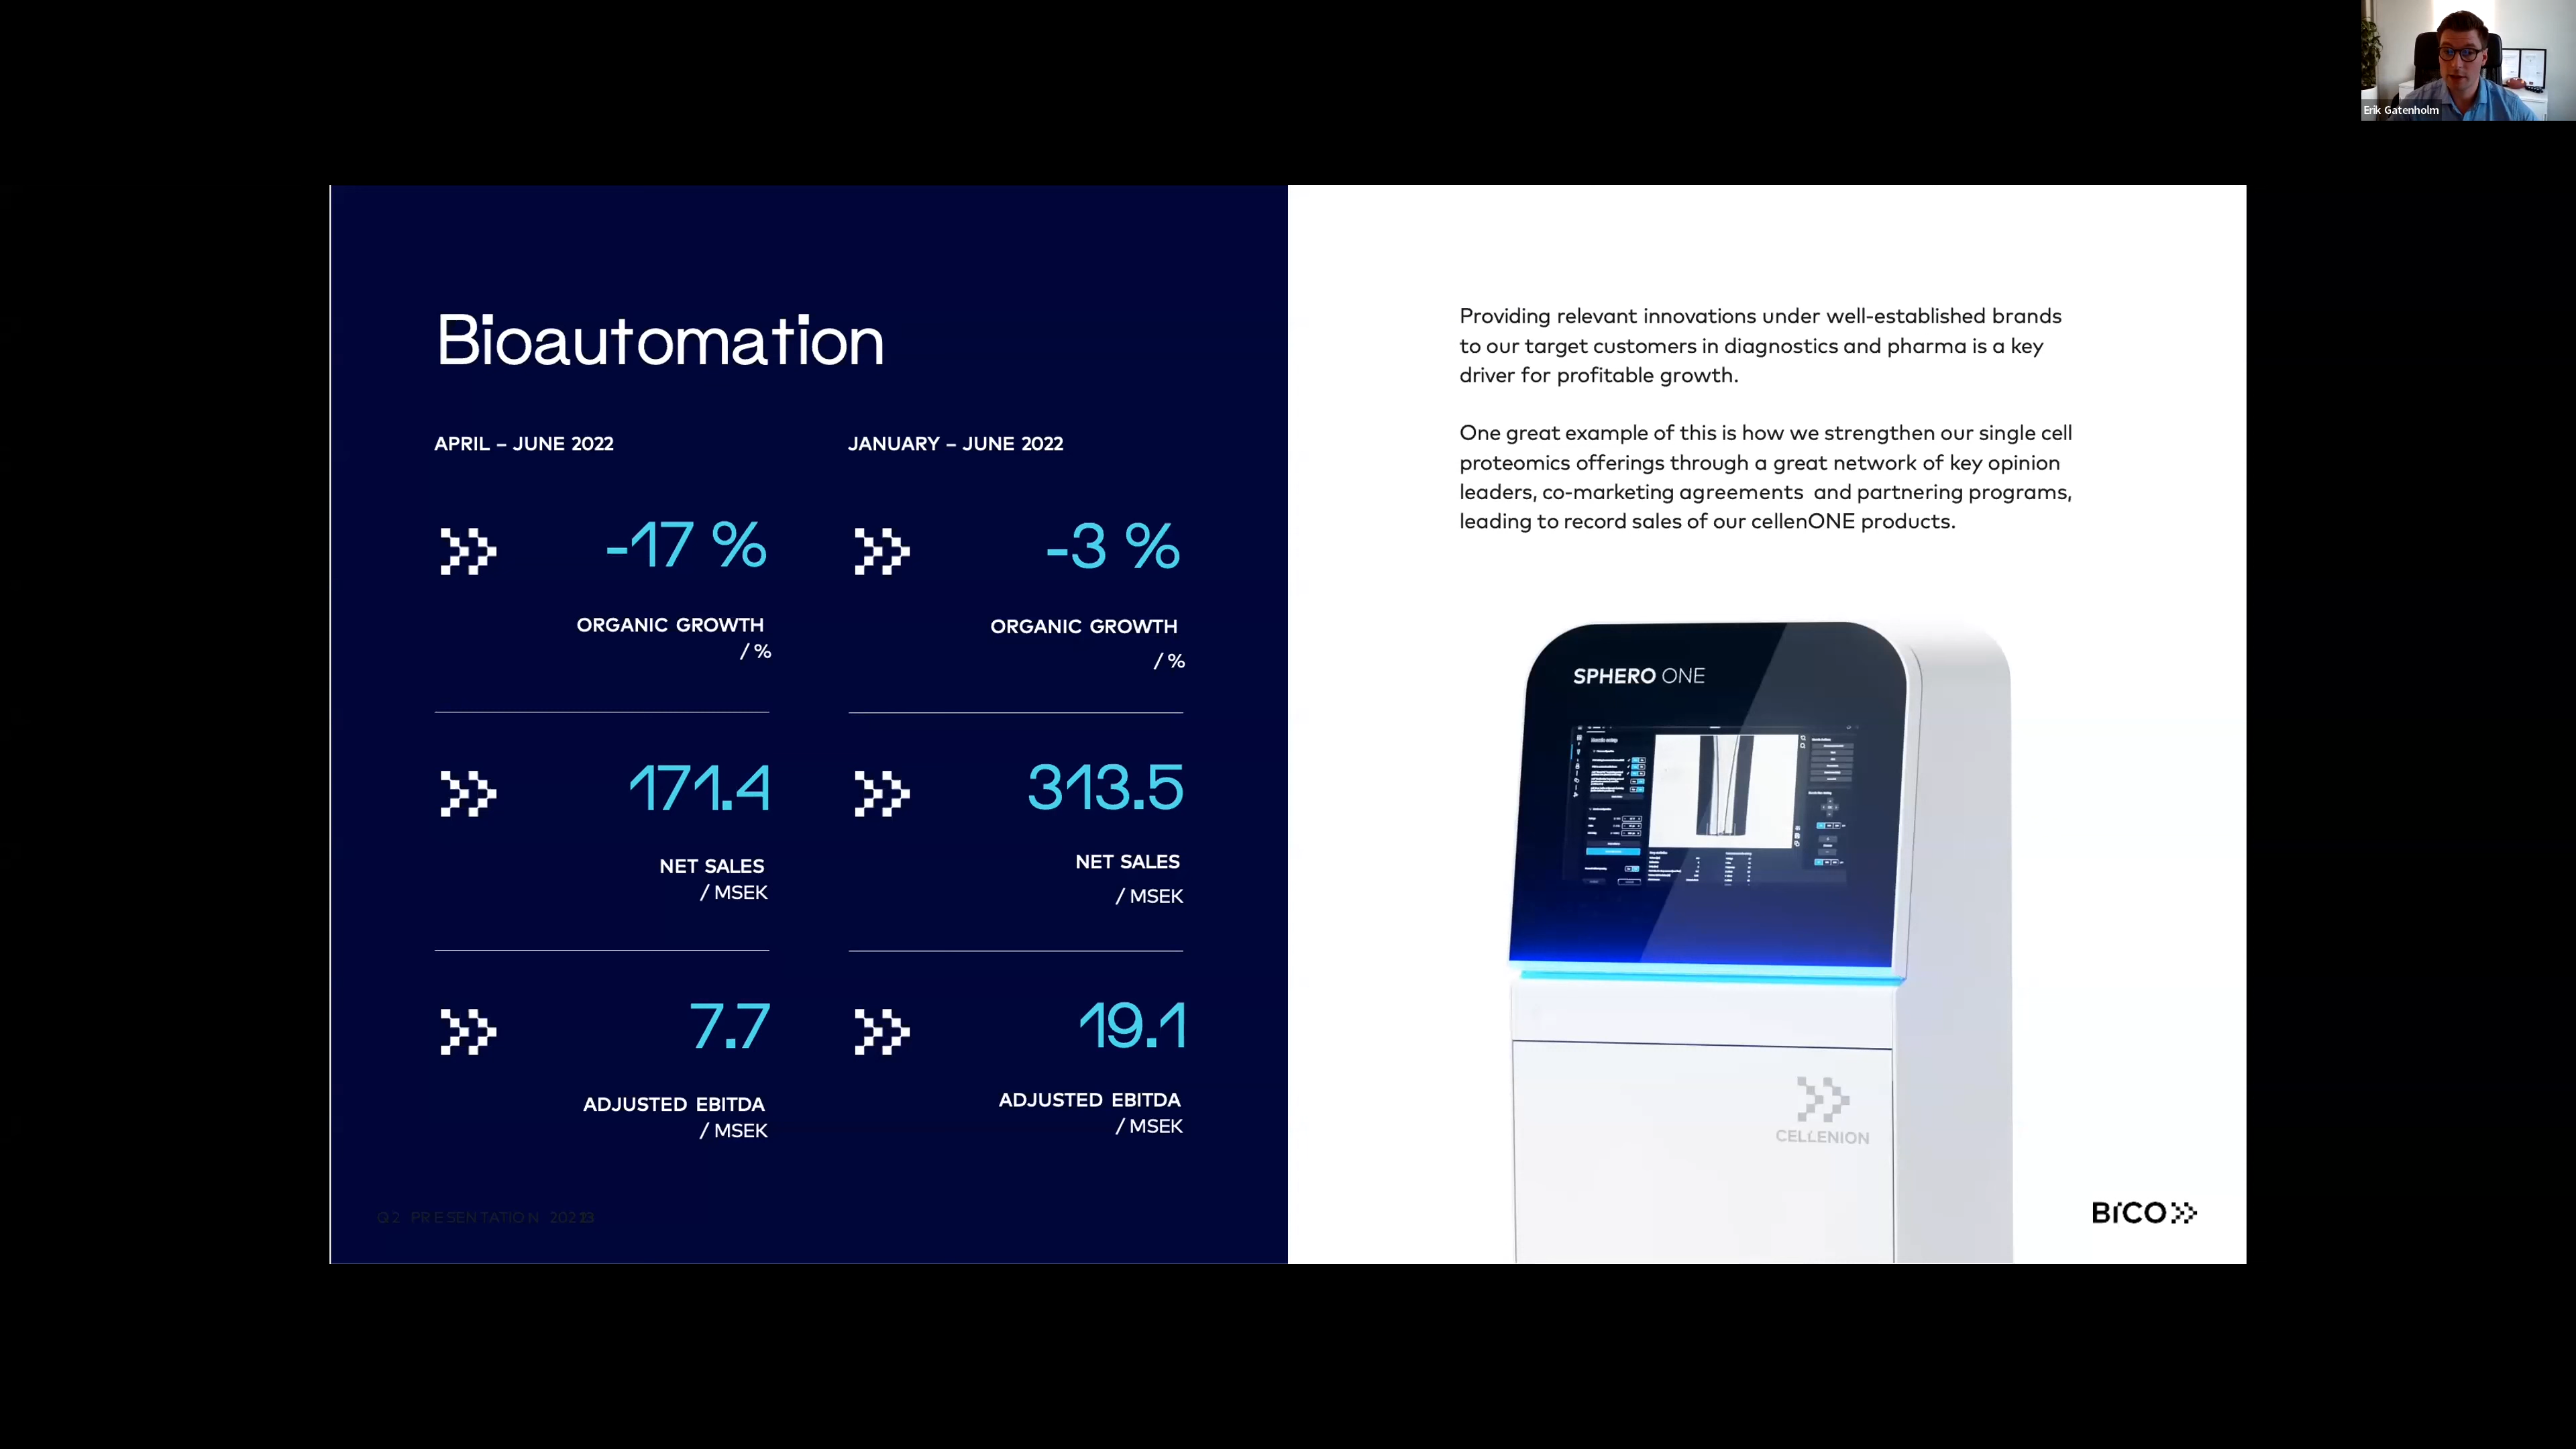 Erik Gatenholm
Bioautomation
APRIL – JUNE 2022
-17 %
ORGANIC GROWTH
/ %
171.4
NET SALES
/ MSEK
7.7
ADJUSTED EBITDA
/ MSEK
JANUARY – JUNE 2022
-3 %
ORGANIC GROWTH
/ %
313.5
NET SALES
/ MSEK
19.1
ADJUSTED EBITDA
/ MSEK
Q2 PRESENTATION
Providing relevant innovations under well-established brands
to our target customers in diagnostics and pharma is a key
driver for profitable growth.
One great example of this is how we strengthen our single cell
proteomics offerings through a great network of key opinion
leaders, co-marketing agreements and partnering programs,
leading to record sales of our cellenONE products.
SPHERO ONE
CELLENION
BICO